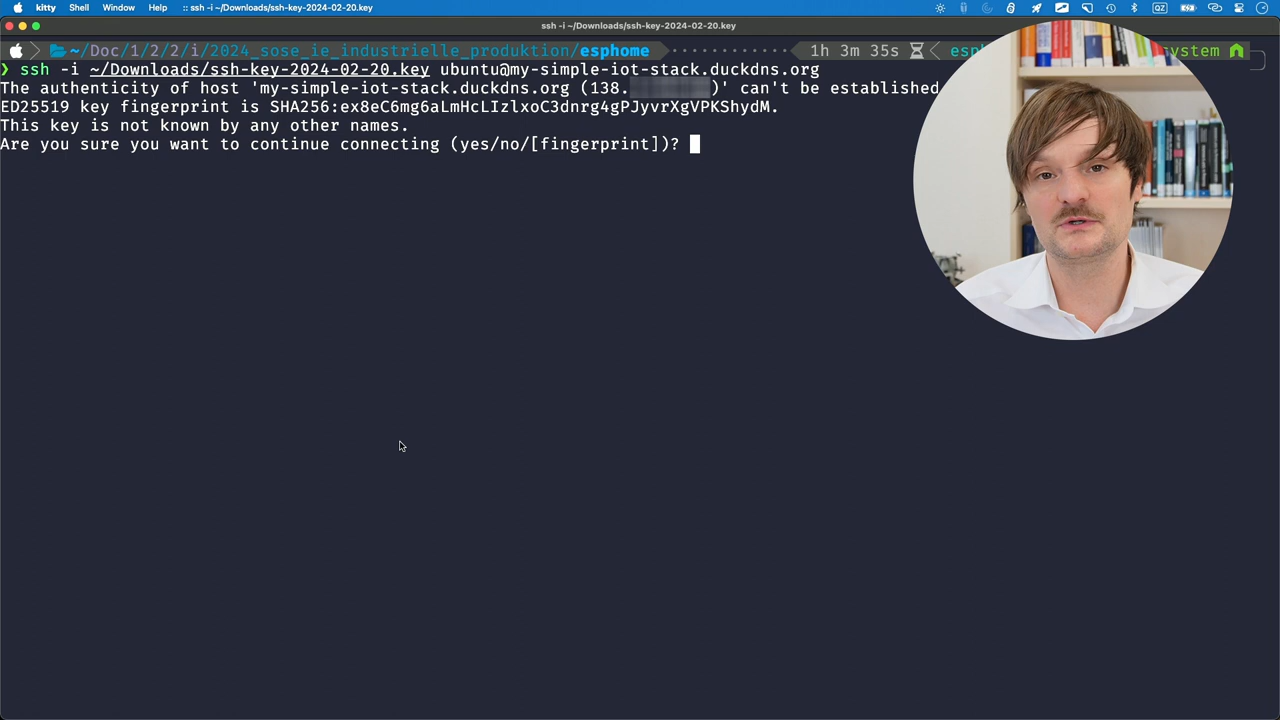 kitty Shell Window Help :: ssh -i ~/Downloads/ssh-key-2024-02-20.key
ssh -i ~/Downloads/ssh-key-2024-02-20.key
~/Doc/1/2/2/i/2024_sose_ie_industrielle_produktion/esphome 1h 3m 35s esp ystem
❯ ssh -i ~/Downloads/ssh-key-2024-02-20.key ubuntu@my-simple-iot-stack.duckdns.org
The authenticity of host 'my-simple-iot-stack.duckdns.org (138. )' can't be established
ED25519 key fingerprint is SHA256:ex8eC6mg6aLmHcLIzlxoC3dnrg4gPJyvrXgVPKShydM.
This key is not known by any other names.
Are you sure you want to continue connecting (yes/no/[fingerprint])?